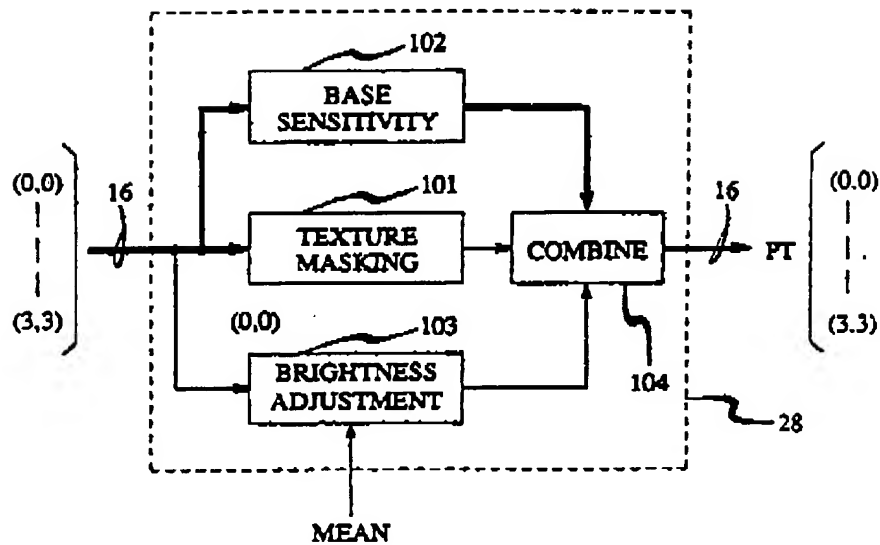 102
BASE
SENSITIVITY
(0,0)
(3,3)
16
101
TEXTURE
MASKING
COMBINE
16
PT
(0,0)
(3.3)
(0,0)
103
BRIGHTNESS
ADJUSTMENT
104
28
MEAN